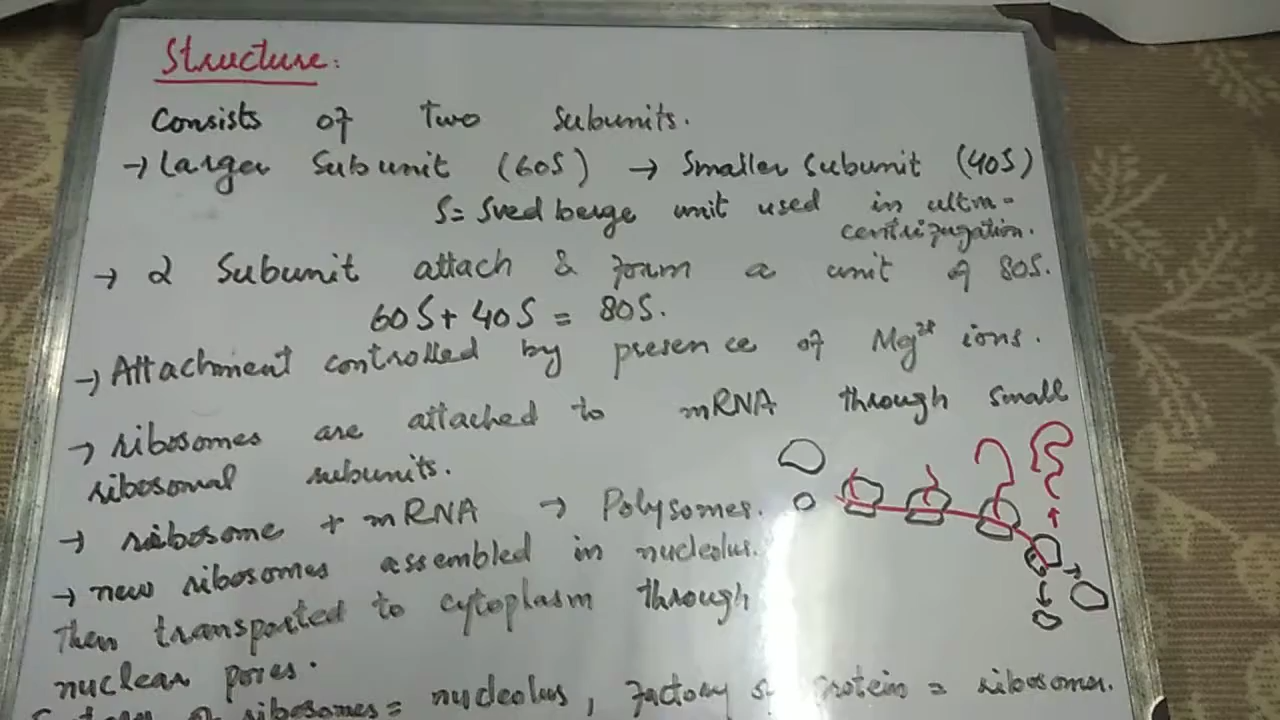 Structure:
Consists of Two Subunits.
→ Larger Subunit (60S) → Smaller Subunit (40S)
S= Svedberge unit used in ultra-
centrifugation.
→ 2 Subunit attach & form a unit of 80S.
60S + 40S = 80S.
→ Attachment controlled by presence of Mg²⁺ ions.
→ ribosomes are attached to mRNA through small
ribosomal subunits.
→ ribosome + mRNA → Polysomes.
→ new ribosomes assembled in nucleolus.
Then transported to cytoplasm through
nuclear pores.
ribosomes = nucleolus, Factory of protein = ribosomes.